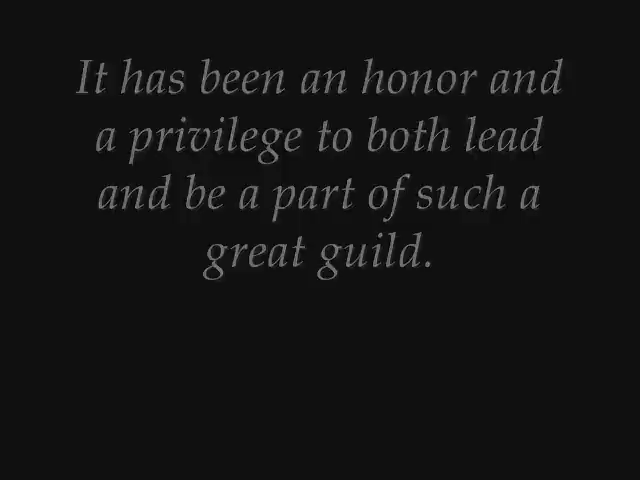 It has been an honor and
a privilege to both lead
and be a part of such a
great guild.